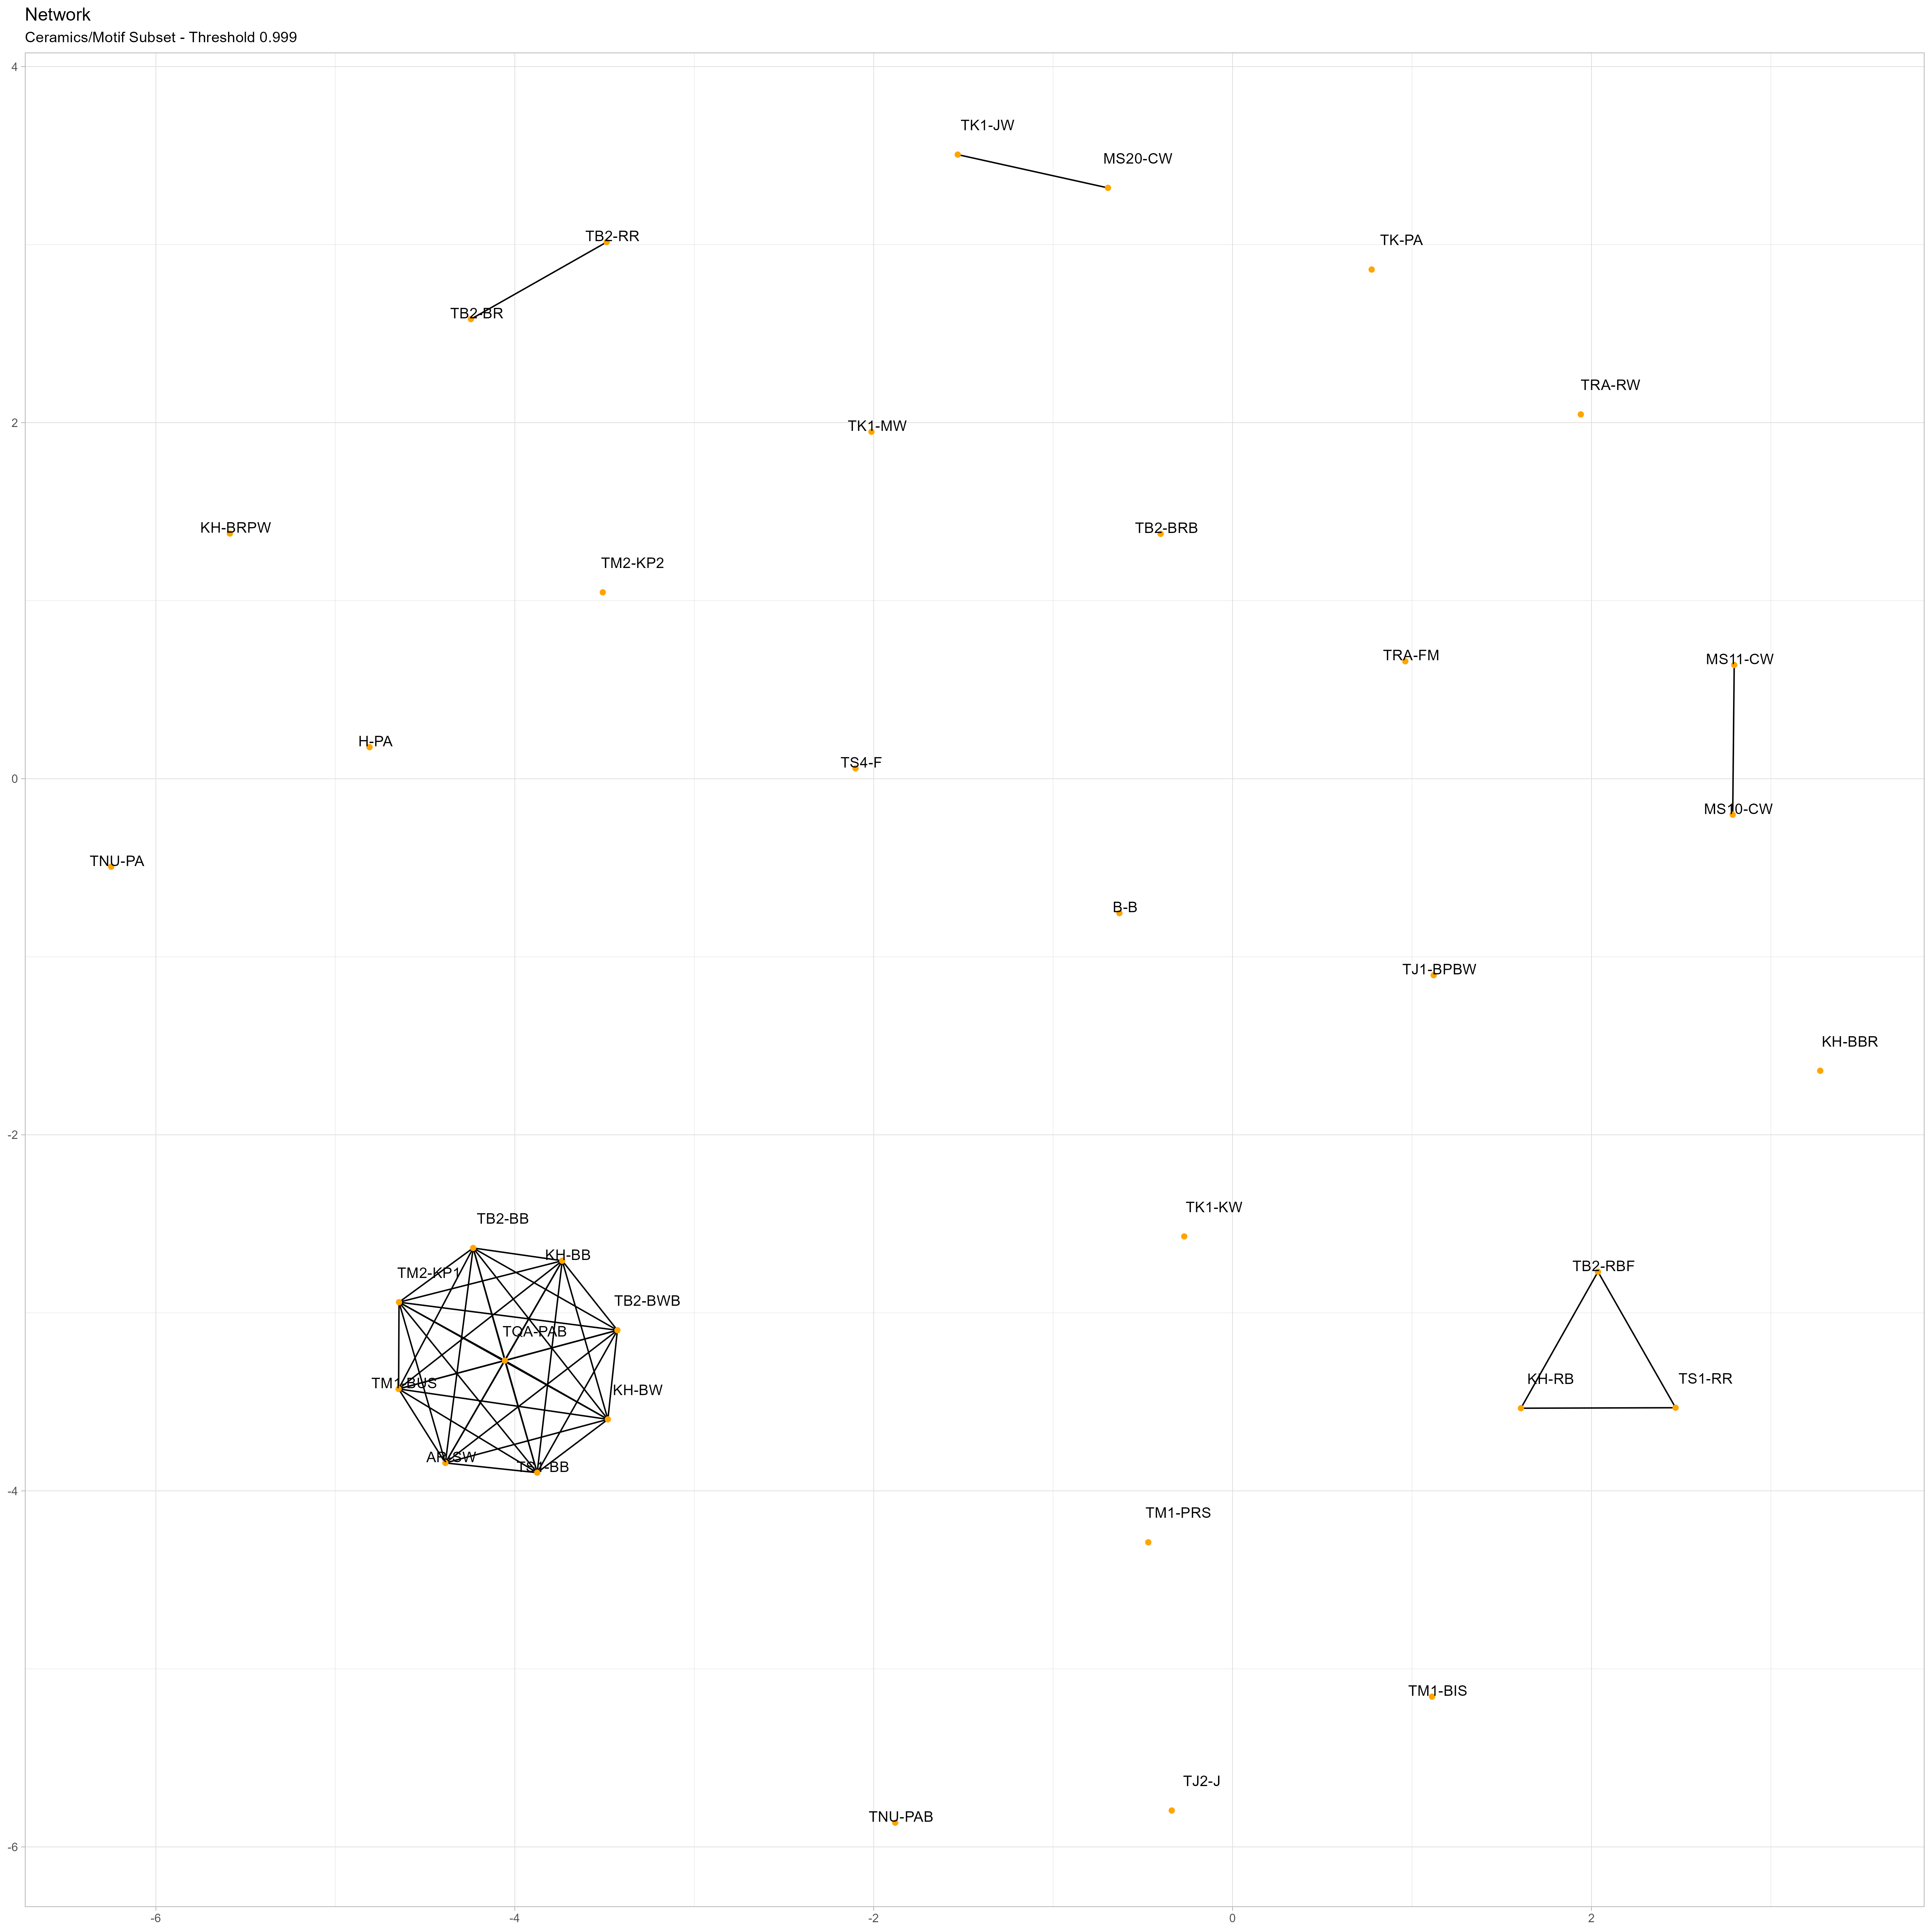 Network
Ceramics/Motif Subset - Threshold 0.999
4
TK1-JW
MS20-CW
TB2-RR
TK-PA
TB2-BR
TRA-RW
2
TK1-MW
KH-BRPW
TB2-BRB
TM2-KP2
TRA-FM
MS11-CW
H-PA
TS4-F
0
MS10-CW
TNU-PA
B-B
TJ1-BPBW
KH-BBR
-2
TK1-KW
TB2-BB
KH-BB
TB2-RBF
TM2-KP1
TB2-BWB
TQA-PAB
TM1-BUS
KH-BW
KH-RB
TS1-RR
AR-SW
-4
TM1-PRS
TM1-BIS
TJ2-J
TNU-PAB
-6
-6
-4
-2
0
2